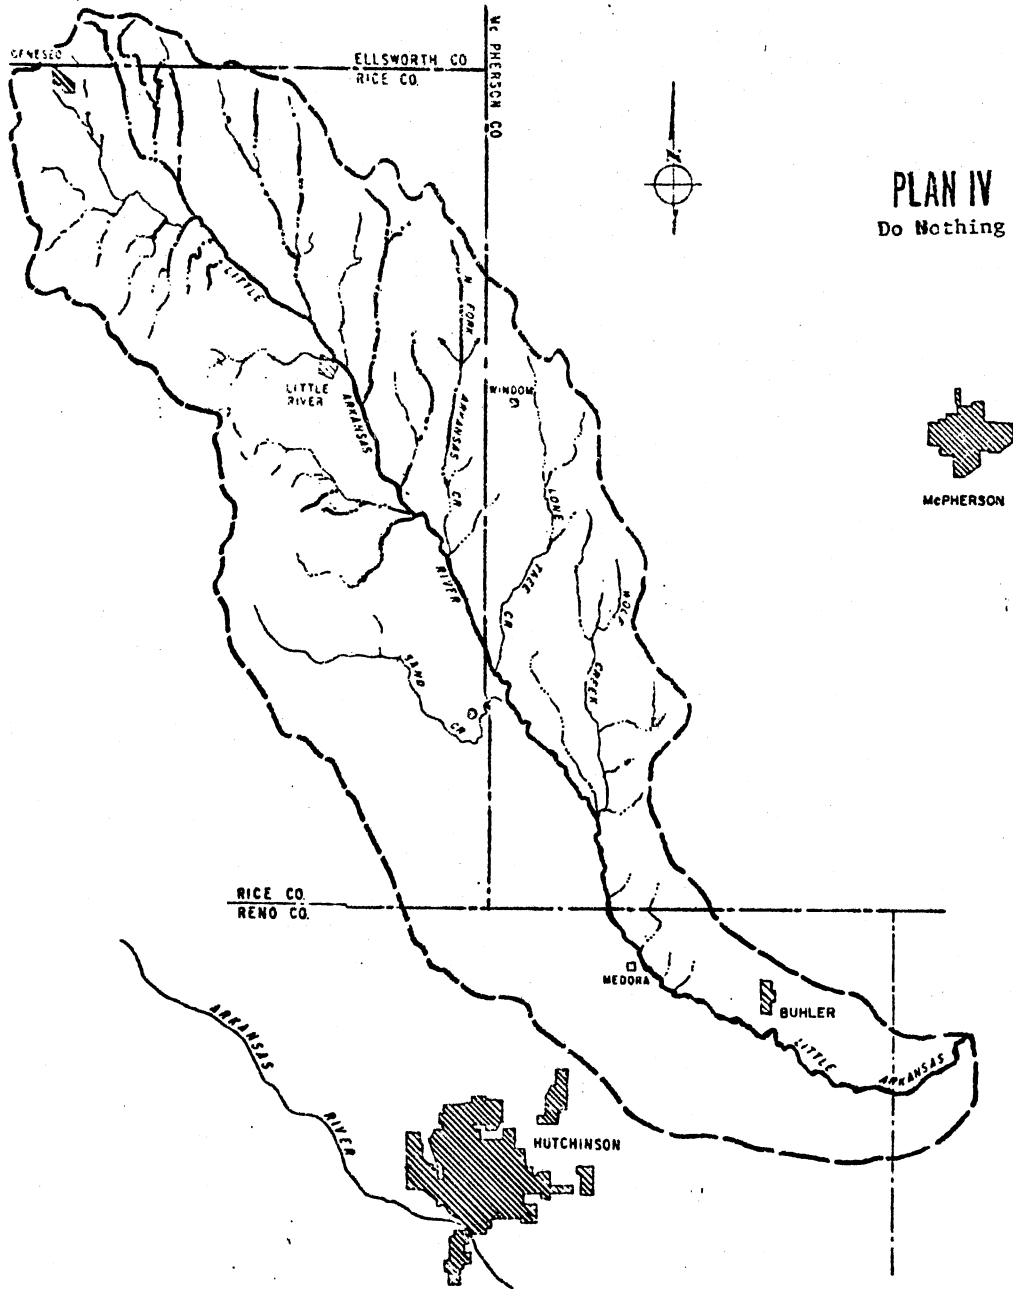 GENESEO
ELLSWORTH CO
RICE CO.
Mc PHERSON CO
N
PLAN IV
Do Nothing
LITTLE
N FORK
LITTLE
RIVER
ARKANSAS
WINDOM
ARKANSAS
CR
McPHERSON
LONE
TREE
CR
RIVER
WOLF
CREEK
SAND
CR
RICE CO.
RENO CO.
MEDORA
BUHLER
LITTLE
ARKANSAS
ARKANSAS
RIVER
HUTCHINSON